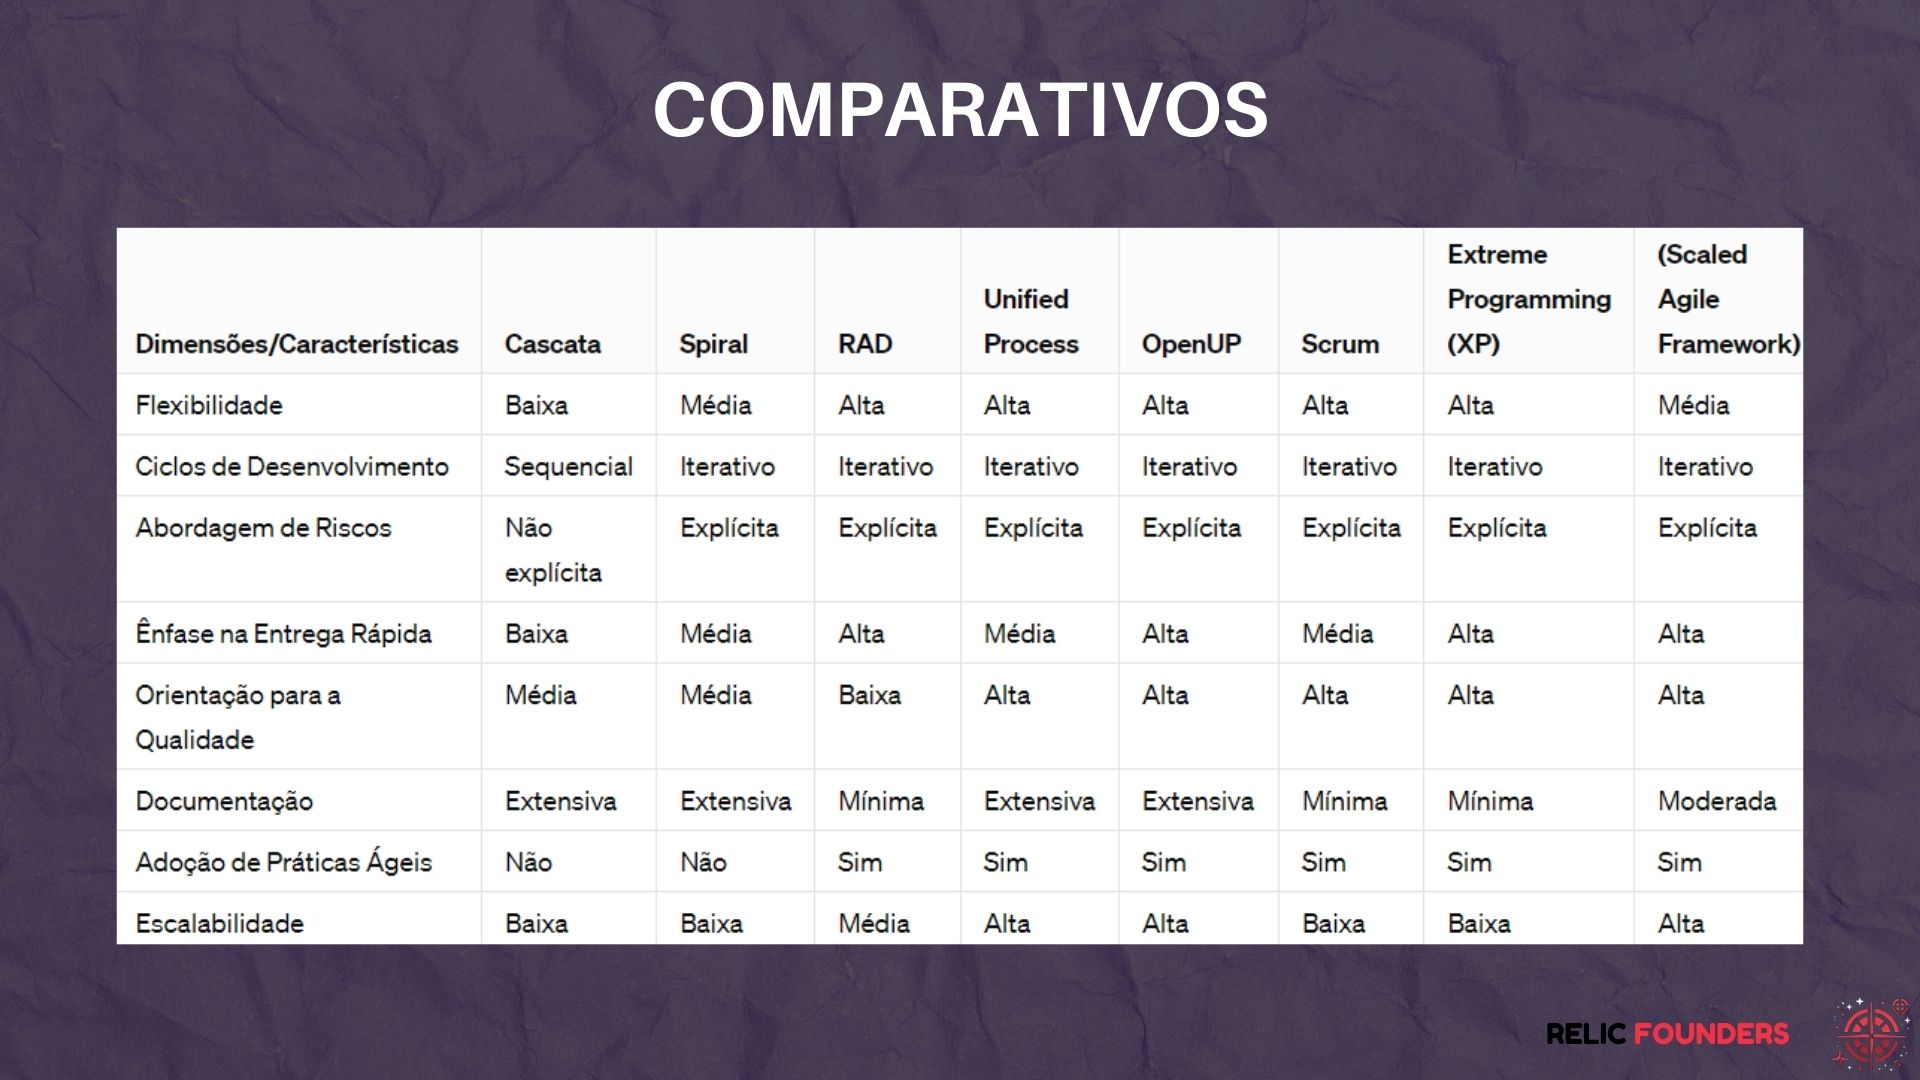 COMPARATIVOS
Dimensões/Características Cascata Spiral RAD Unified Process OpenUP Scrum Extreme Programming (XP) (Scaled Agile Framework)
Flexibilidade Baixa Média Alta Alta Alta Alta Alta Média
Ciclos de Desenvolvimento Sequencial Iterativo Iterativo Iterativo Iterativo Iterativo Iterativo Iterativo
Abordagem de Riscos Não explícita Explícita Explícita Explícita Explícita Explícita Explícita Explícita
Ênfase na Entrega Rápida Baixa Média Alta Média Alta Média Alta Alta
Orientação para a Qualidade Média Média Baixa Alta Alta Alta Alta Alta
Documentação Extensiva Extensiva Mínima Extensiva Extensiva Mínima Mínima Moderada
Adoção de Práticas Ágeis Não Não Sim Sim Sim Sim Sim Sim
Escalabilidade Baixa Baixa Média Alta Alta Baixa Baixa Alta
RELIC FOUNDERS